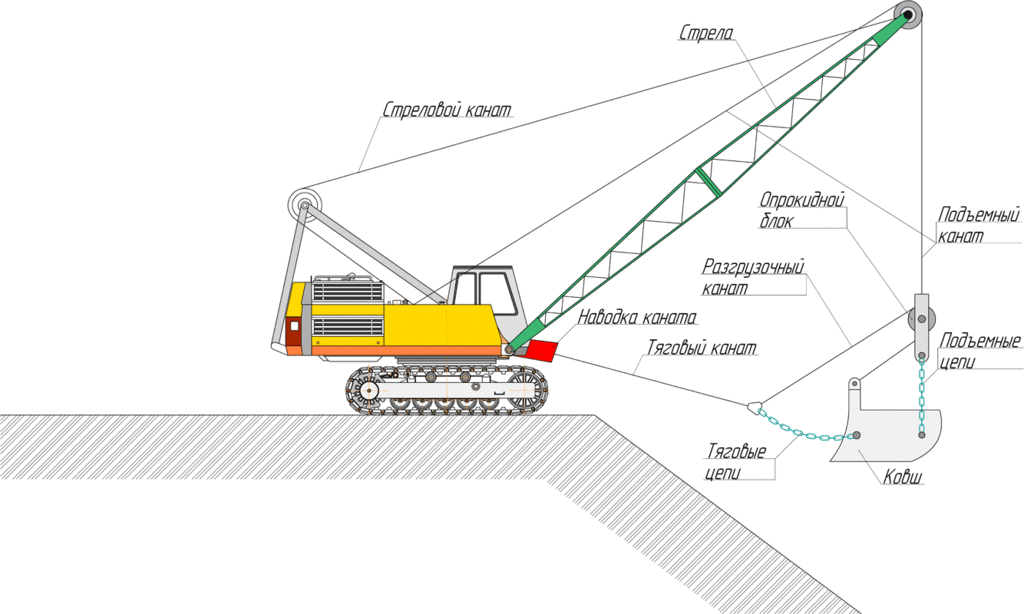 Стрела
Стреловой канат
Опрокидной
блок
Подъемный
канат
Разгрузочный
канат
Наводка каната
Тяговый канат
Подъемные
цепи
Тяговые
цепи
Ковш